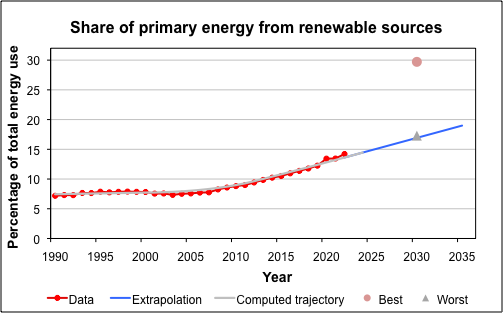 Share of primary energy from renewable sources
Percentage of total energy use
30
25
20
15
10
5
0
1990 1995 2000 2005 2010 2015 2020 2025 2030 2035
Year
Data Extrapolation Computed trajectory Best Worst